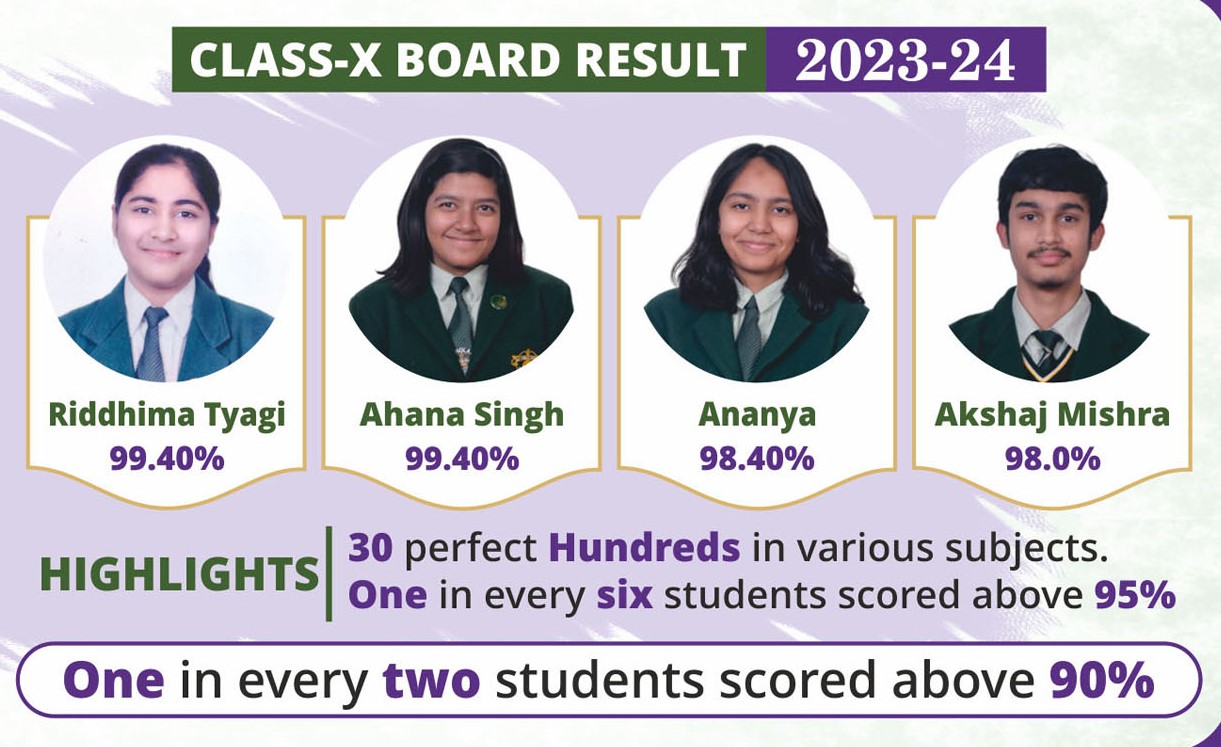 CLASS-X BOARD RESULT 2023-24
Riddhima Tyagi
99.40%
Ahana Singh
99.40%
Ananya
98.40%
Akshaj Mishra
98.0%
HIGHLIGHTS
30 perfect Hundreds in various subjects.
One in every six students scored above 95%
One in every two students scored above 90%